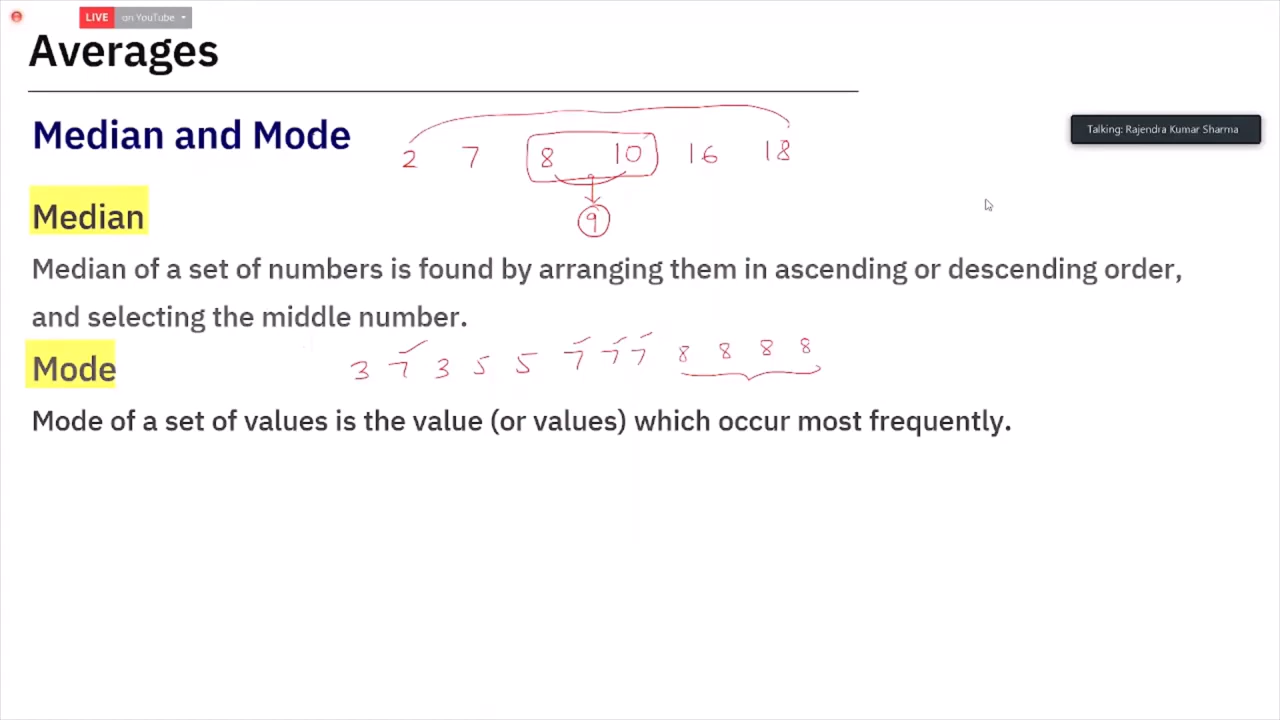 LIVE on YouTube
Averages
Median and Mode
2 7 8 10 16 18
Talking: Rajendra Kumar Sharma
9
Median
Median of a set of numbers is found by arranging them in ascending or descending order,
and selecting the middle number.
3 7 3 5 5 7 7 7 8 8 8 8
Mode
Mode of a set of values is the value (or values) which occur most frequently.